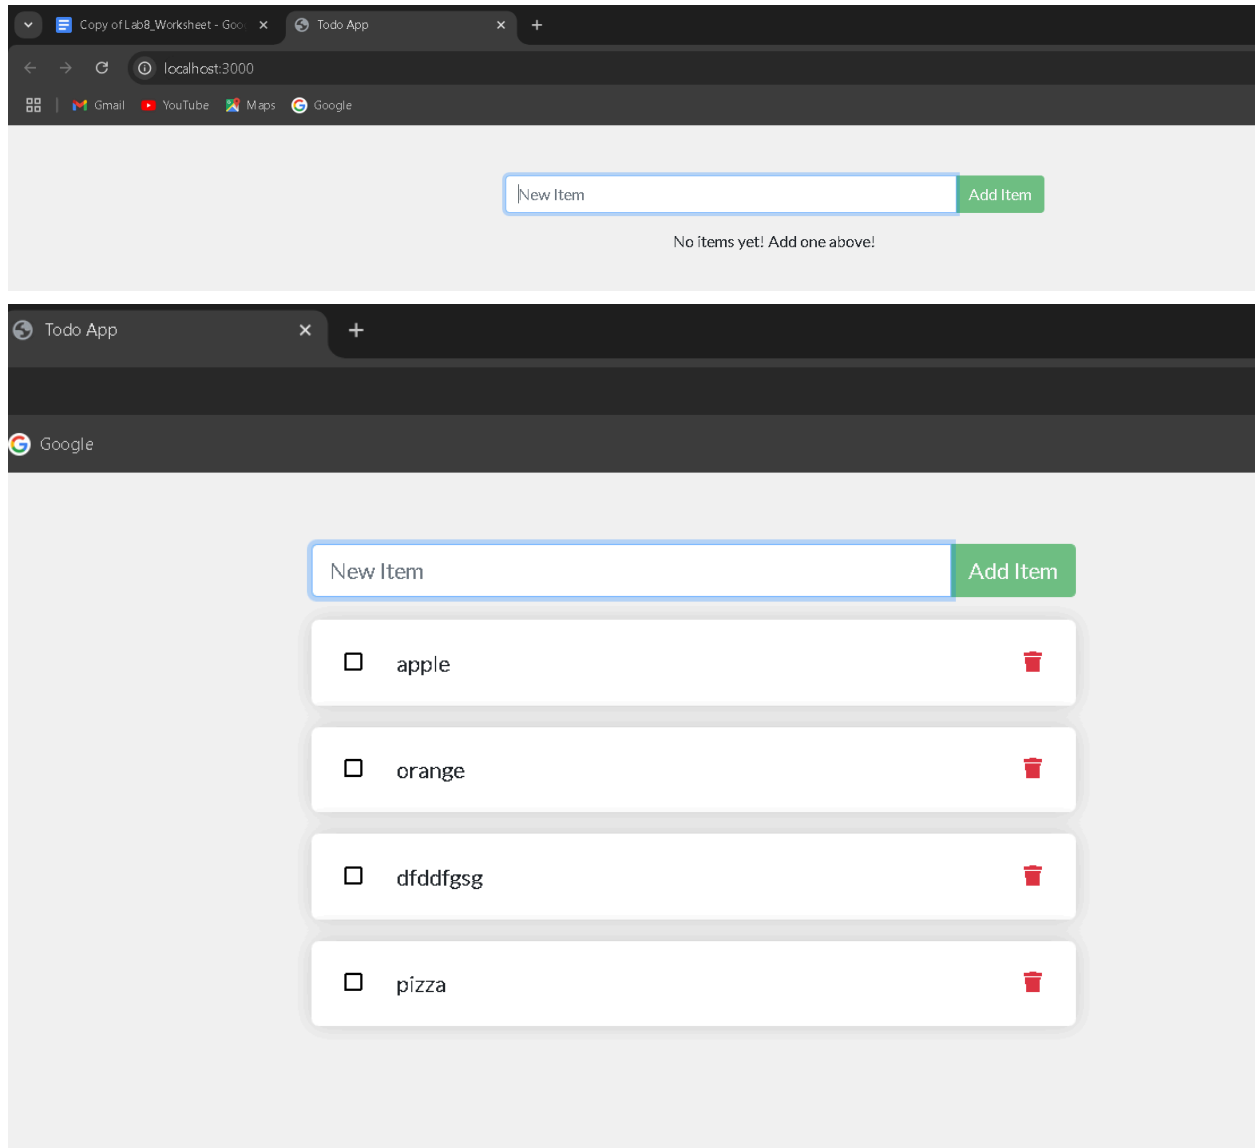 Copy of Lab8_Worksheet - Goo
Todo App
localhost:3000
Gmail
YouTube
Maps
Google
New Item
Add Item
No items yet! Add one above!
Todo App
Google
New Item
Add Item
apple
orange
dfddfgsg
pizza